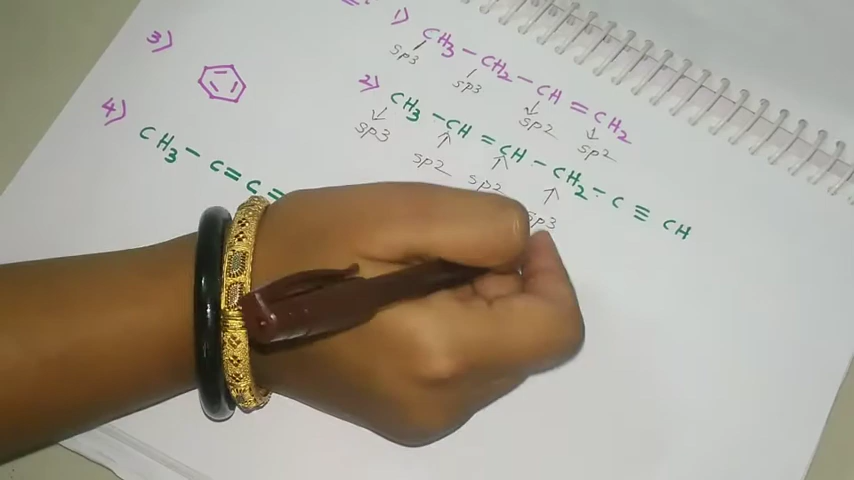 1) CH3 - CH2 - CH = CH2
sp3 sp3 sp2 sp2
2) CH3 - CH = CH - CH2 - C ≡ CH
sp3 sp2 sp2 sp3
3)
4) CH3 - C = C =